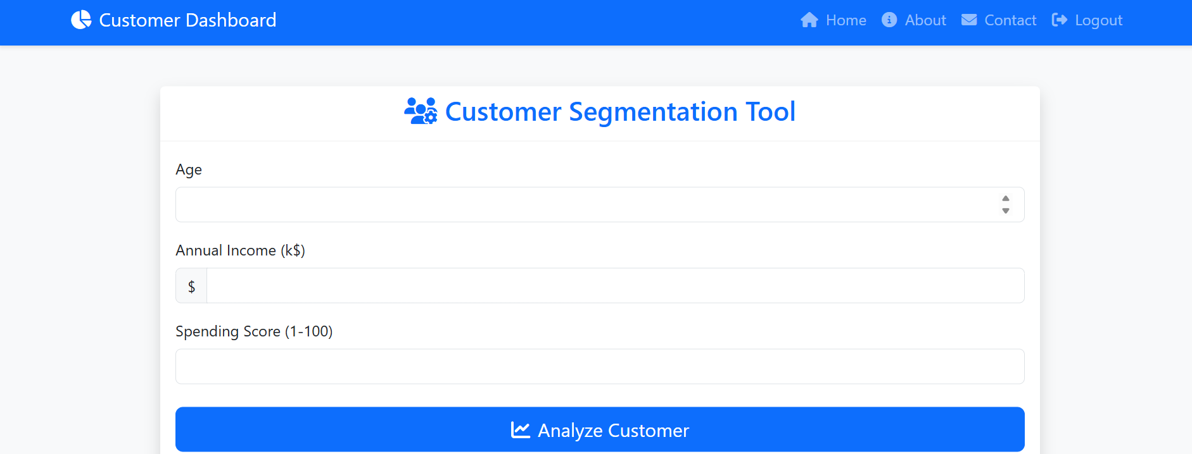 Customer Dashboard Home About Contact Logout
Customer Segmentation Tool
Age
Annual Income (k$)
$
Spending Score (1-100)
Analyze Customer